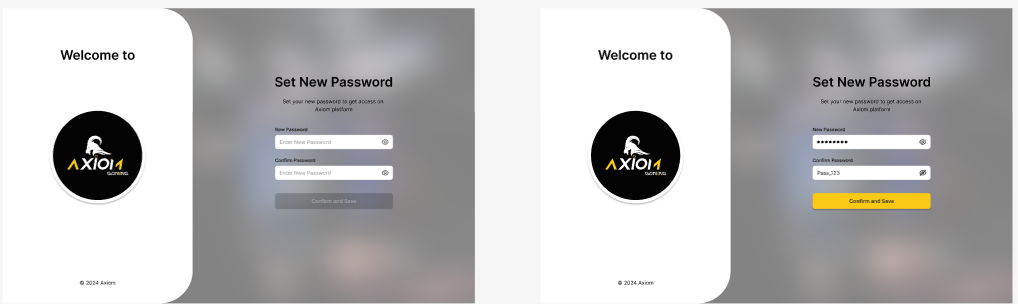 Welcome to
AXIOM
GAMING
© 2024 Axiom
Set New Password
Set your new password to get access on
Axiom platform
New Password
Enter New Password
Confirm Password
Enter New Password
Confirm and Save
Welcome to
AXIOM
GAMING
© 2024 Axiom
Set New Password
Set your new password to get access on
Axiom platform
New Password
••••••••
Confirm Password
Pass_123
Confirm and Save